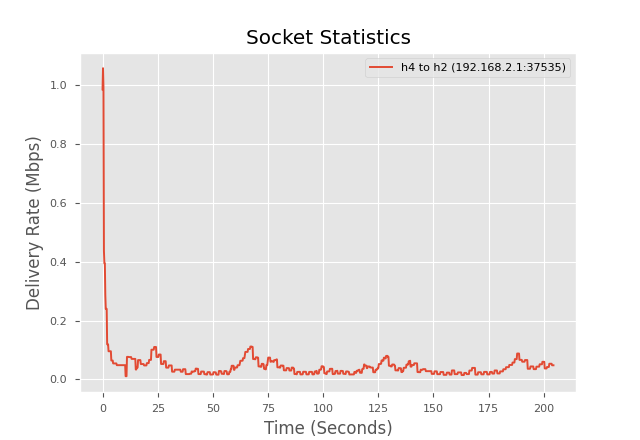 Socket Statistics
h4 to h2 (192.168.2.1:37535)
Delivery Rate (Mbps)
1.0
0.8
0.6
0.4
0.2
0.0
0 25 50 75 100 125 150 175 200
Time (Seconds)